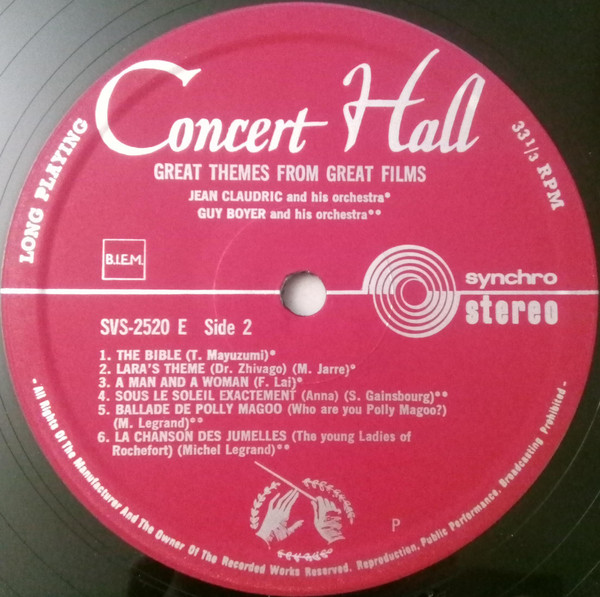 Concert Hall
LONG PLAYING
33 1/3 RPM
GREAT THEMES FROM GREAT FILMS
JEAN CLAUDRIC and his orchestra*
GUY BOYER and his orchestra**
B.I.E.M.
synchro
stereo
SVS-2520 E Side 2
1. THE BIBLE (T. Mayuzumi)*
2. LARA'S THEME (Dr. Zhivago) (M. Jarre)*
3. A MAN AND A WOMAN (F. Lai)*
4. SOUS LE SOLEIL EXACTEMENT (Anna) (S. Gainsbourg)**
5. BALLADE DE POLLY MAGOO (Who are you Polly Magoo?)
(M. Legrand)**
6. LA CHANSON DES JUMELLES (The young Ladies of
Rochefort) (Michel Legrand)**
P
- All Rights Of The Manufacturer And The Owner Of The Recorded Works Reserved. Reproduction, Public Performance, Broadcasting Prohibited -